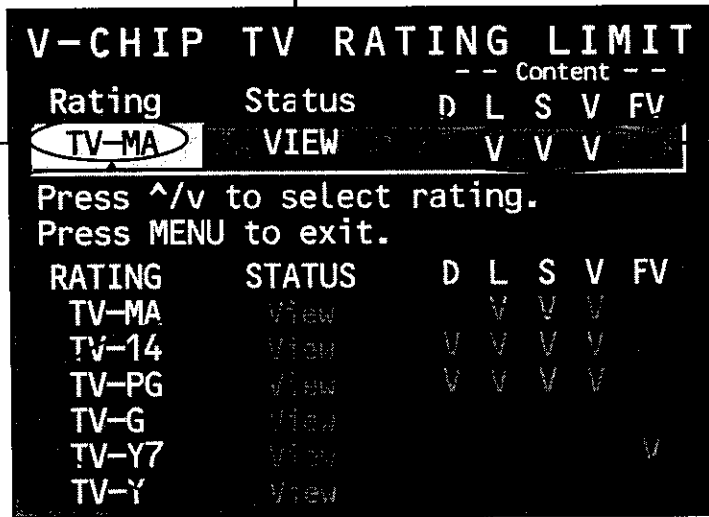 V-CHIP TV RATING LIMIT
-- Content --
Rating Status D L S V FV
TV-MA VIEW V V V
Press ^/v to select rating.
Press MENU to exit.
RATING STATUS D L S V FV
TV-MA View V V V
TV-14 View V V V V
TV-PG View V V V V
TV-G View
TV-Y7 View V
TV-Y View